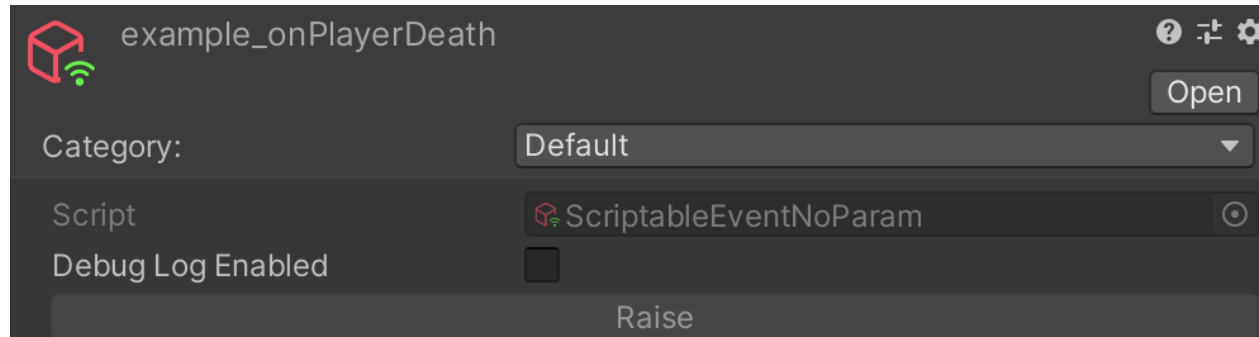 example_onPlayerDeath
Open
Category: Default
Script ScriptableEventNoParam
Debug Log Enabled
Raise